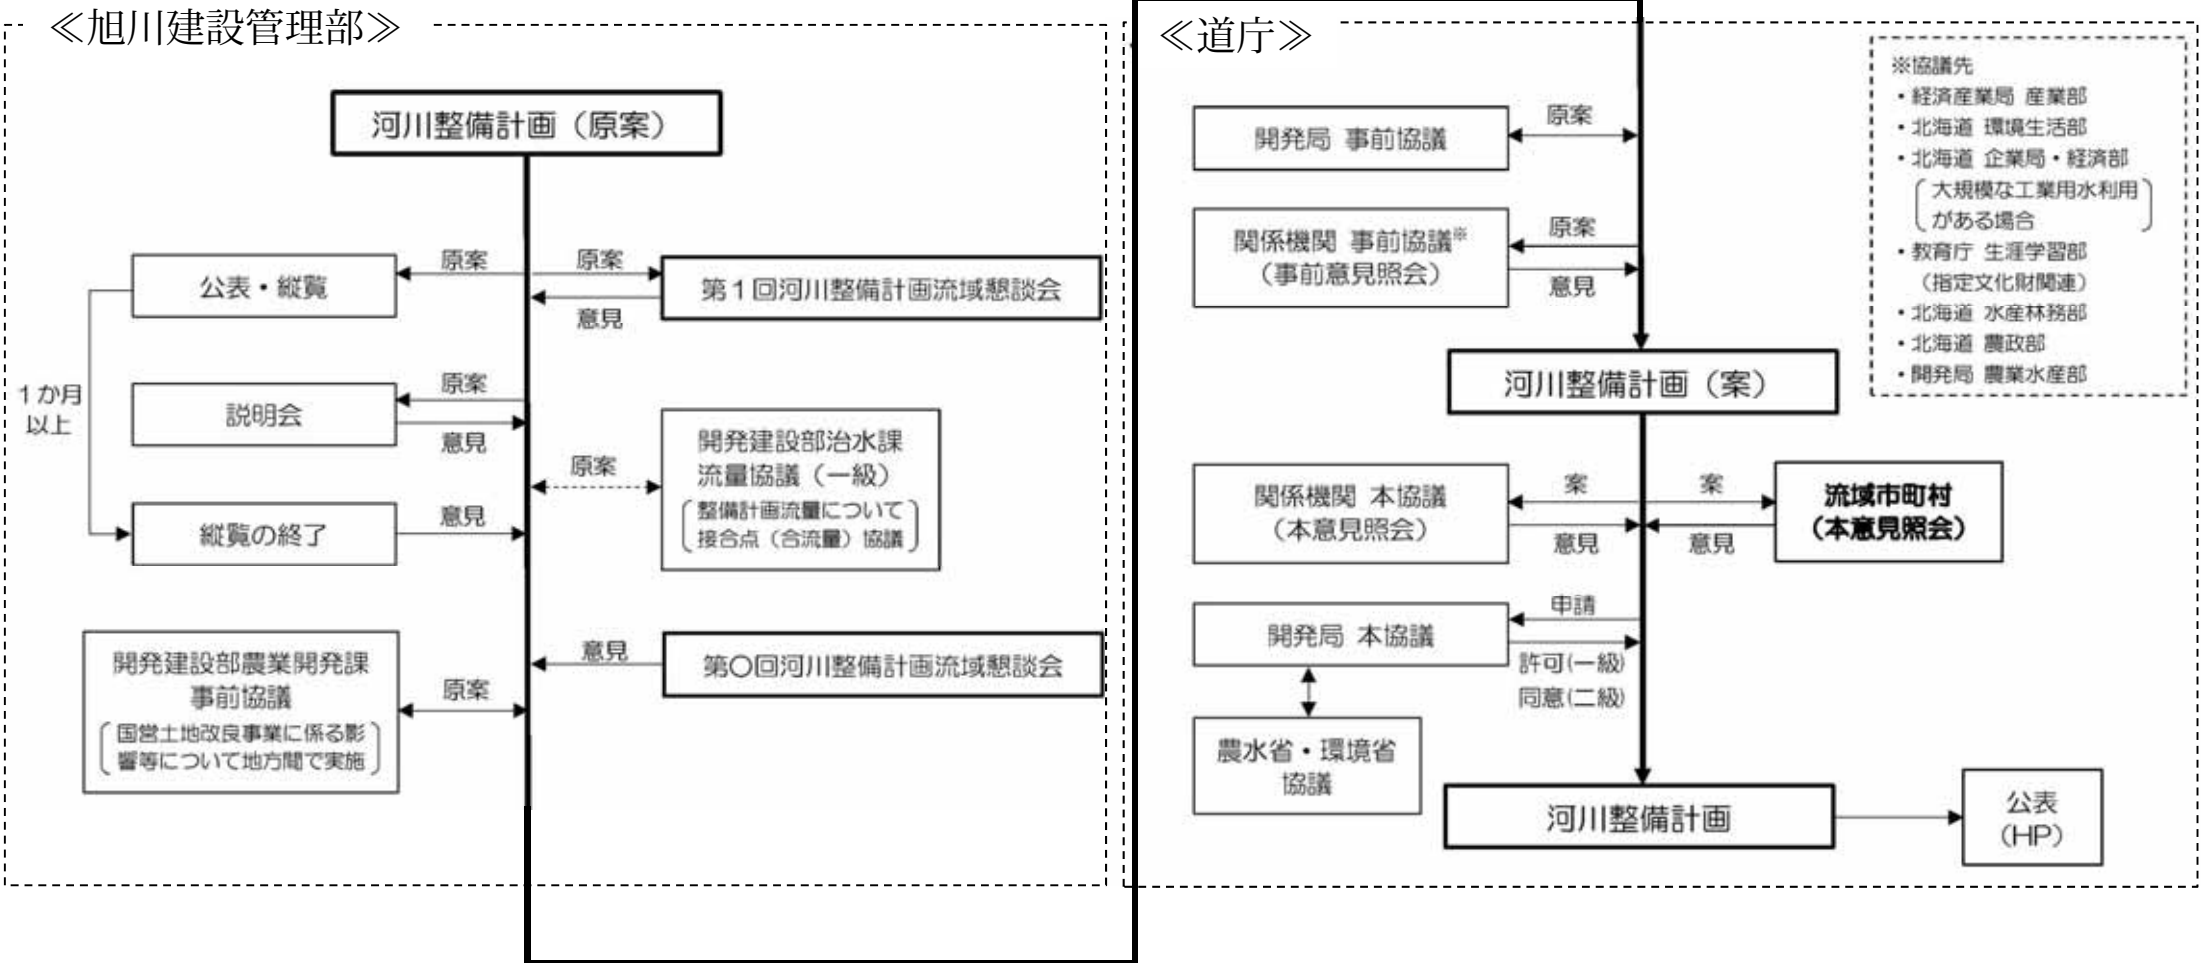 ≪旭川建設管理部≫
河川整備計画（原案）
原案
原案
公表・縦覧
第１回河川整備計画流域懇談会
意見
１か月
以上
原案
説明会
意見
原案
開発建設部治水課
流量協議（一級）
整備計画流量について
接合点（合流量）協議
意見
縦覧の終了
意見
第〇回河川整備計画流域懇談会
開発建設部農業開発課
事前協議
国営土地改良事業に係る影
響等について地方間で実施
原案
≪道庁≫
※協議先
・経済産業局 産業部
・北海道 環境生活部
・北海道 企業局・経済部
大規模な工業用水利用
がある場合
・教育庁 生涯学習部
（指定文化財関連）
・北海道 水産林務部
・北海道 農政部
・開発局 農業水産部
原案
開発局 事前協議
原案
関係機関 事前協議※
（事前意見照会）
意見
河川整備計画（案）
案
案
関係機関 本協議
（本意見照会）
流域市町村
（本意見照会）
意見
意見
申請
開発局 本協議
許可(一級)
同意(二級)
農水省・環境省
協議
河川整備計画
公表
（HP）